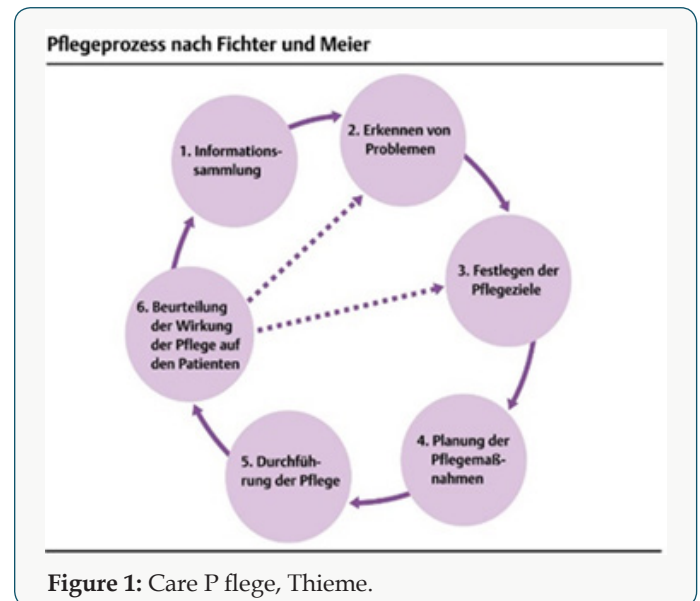 Pflegeprozess nach Fichter und Meier
1. Informations-
sammlung
2. Erkennen von
Problemen
3. Festlegen der
Pflegeziele
4. Planung der
Pflegemaß-
nahmen
5. Durchfüh-
rung der Pflege
6. Beurteilung
der Wirkung
der Pflege auf
den Patienten
Figure 1: Care P flege, Thieme.